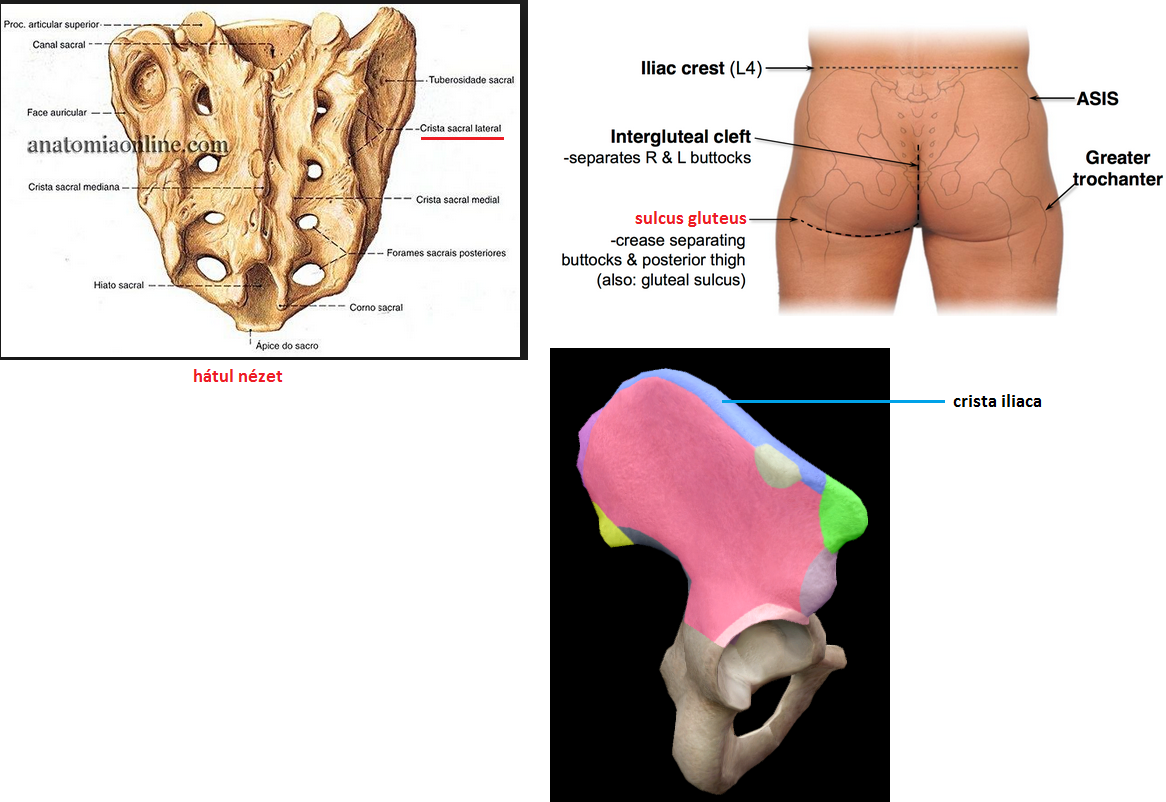 Proc. articular superior
Canal sacral
Tuberosidade sacral
Face auricular
Crista sacral lateral
anatomiaonline.com
Crista sacral mediana
Crista sacral medial
Forames sacrais posteriores
Hiato sacral
Corno sacral
Ápice do sacro
hátul nézet
Iliac crest (L4)
ASIS
Intergluteal cleft
-separates R & L buttocks
Greater
trochanter
sulcus gluteus
-crease separating
buttocks & posterior thigh
(also: gluteal sulcus)
crista iliaca